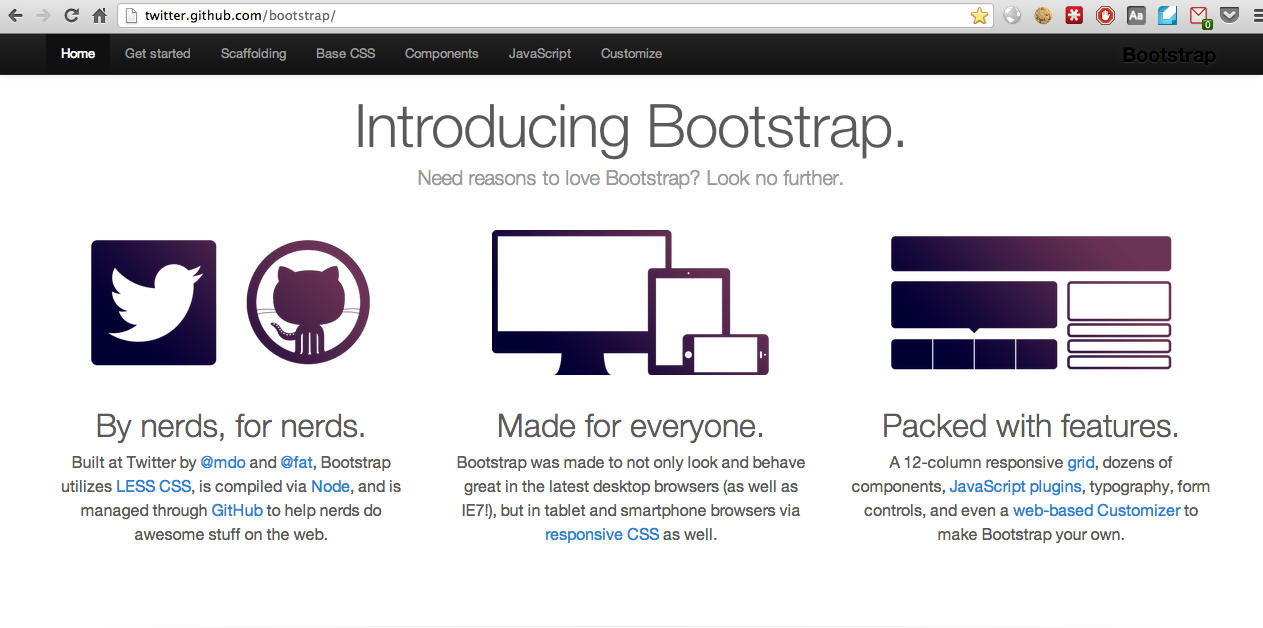 twitter.github.com/bootstrap/
Aa
0
Home Get started Scaffolding Base CSS Components JavaScript Customize Bootstrap
Introducing Bootstrap.
Need reasons to love Bootstrap? Look no further.
By nerds, for nerds.
Built at Twitter by @mdo and @fat, Bootstrap
utilizes LESS CSS, is compiled via Node, and is
managed through GitHub to help nerds do
awesome stuff on the web.
Made for everyone.
Bootstrap was made to not only look and behave
great in the latest desktop browsers (as well as
IE7!), but in tablet and smartphone browsers via
responsive CSS as well.
Packed with features.
A 12-column responsive grid, dozens of
components, JavaScript plugins, typography, form
controls, and even a web-based Customizer to
make Bootstrap your own.